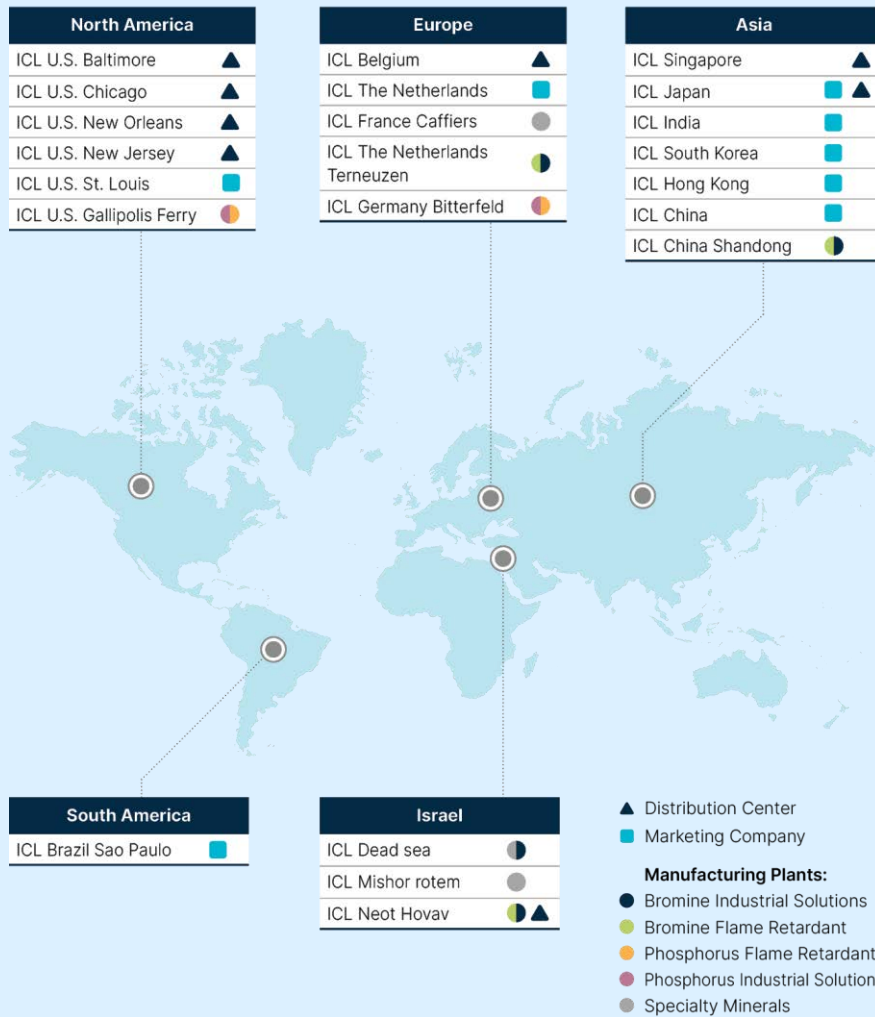 North America
ICL U.S. Baltimore
ICL U.S. Chicago
ICL U.S. New Orleans
ICL U.S. New Jersey
ICL U.S. St. Louis
ICL U.S. Gallipolis Ferry
Europe
ICL Belgium
ICL The Netherlands
ICL France Caffiers
ICL The Netherlands
Terneuzen
ICL Germany Bitterfeld
Asia
ICL Singapore
ICL Japan
ICL India
ICL South Korea
ICL Hong Kong
ICL China
ICL China Shandong
South America
ICL Brazil Sao Paulo
Israel
ICL Dead sea
ICL Mishor rotem
ICL Neot Hovav
Distribution Center
Marketing Company
Manufacturing Plants:
Bromine Industrial Solutions
Bromine Flame Retardant
Phosphorus Flame Retardant
Phosphorus Industrial Solution
Specialty Minerals